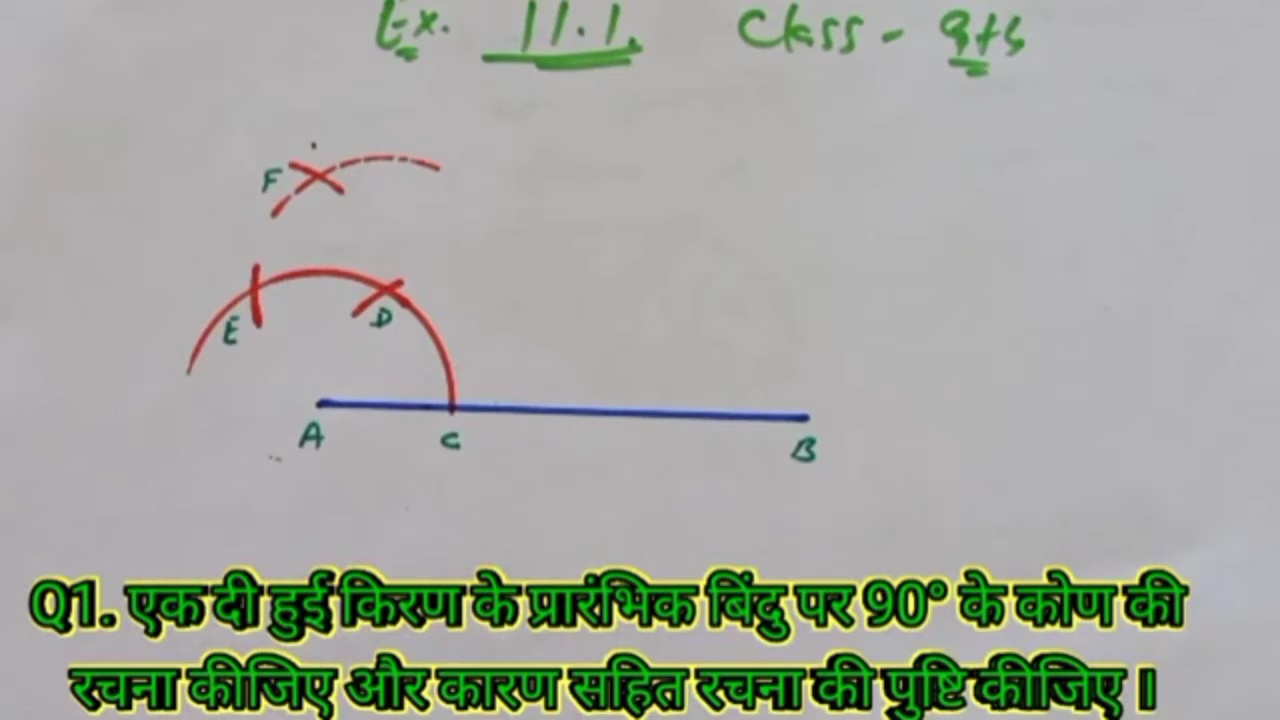 Ex. 11.1. Class - 9th
F
E
D
A
C
B
Q1. एक दी हुई किरण के प्रारंभिक बिंदु पर 90° के कोण की
रचना कीजिए और कारण सहित रचना की पुष्टि कीजिए ।